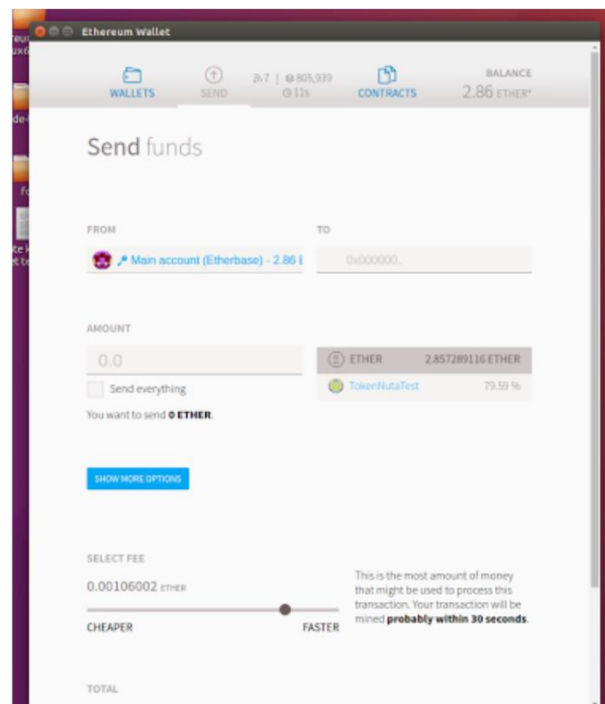 Ethereum Wallet
WALLETS
SEND
7 | 805,939
11s
CONTRACTS
BALANCE
2.86 ETHER*
Send funds
FROM
TO
Main account (Etherbase) - 2.86 E
0x000000..
AMOUNT
0.0
ETHER 2.857289116 ETHER
Send everything
TokenNutaTest 79.59 %
You want to send 0 ETHER.
SHOW MORE OPTIONS
SELECT FEE
0.00106002 ETHER
This is the most amount of money
that might be used to process this
transaction. Your transaction will be
mined probably within 30 seconds.
CHEAPER
FASTER
TOTAL